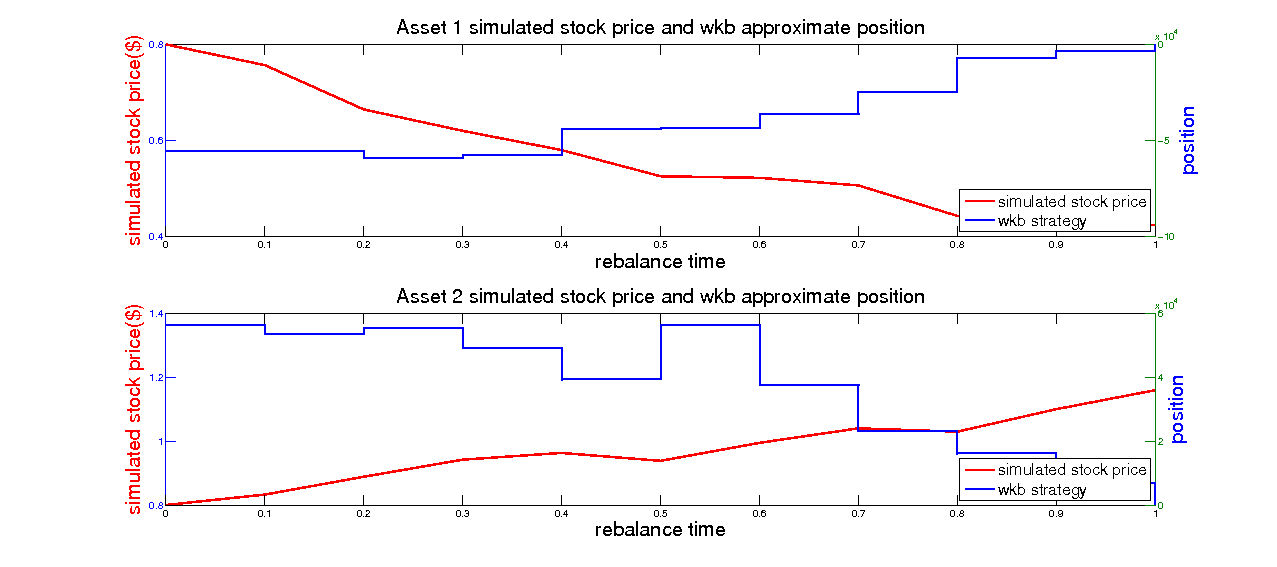 Asset 1 simulated stock price and wkb approximate position
x 10^4
simulated stock price($)
0.8
0.6
0.4
0
-5
-10
position
simulated stock price
wkb strategy
0 0.1 0.2 0.3 0.4 0.5 0.6 0.7 0.8 0.9 1
rebalance time
Asset 2 simulated stock price and wkb approximate position
x 10^4
simulated stock price($)
1.4
1.2
1
0.8
6
4
2
0
position
simulated stock price
wkb strategy
0 0.1 0.2 0.3 0.4 0.5 0.6 0.7 0.8 0.9 1
rebalance time